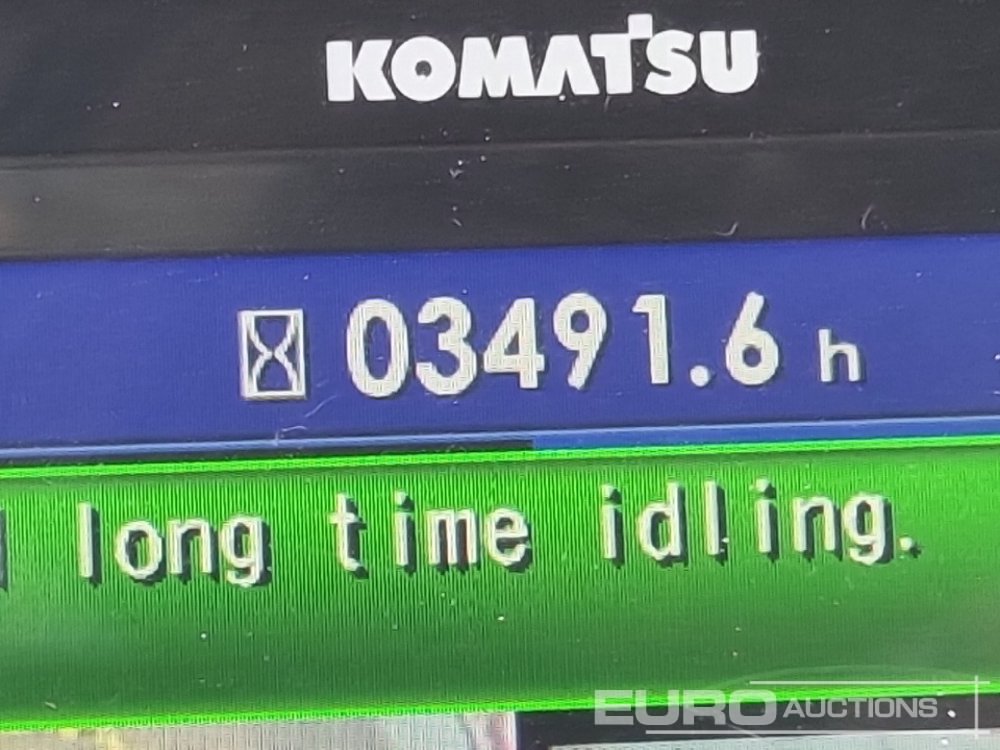 KOMATSU
03491.6 h
long time idling.
EURO AUCTIONS